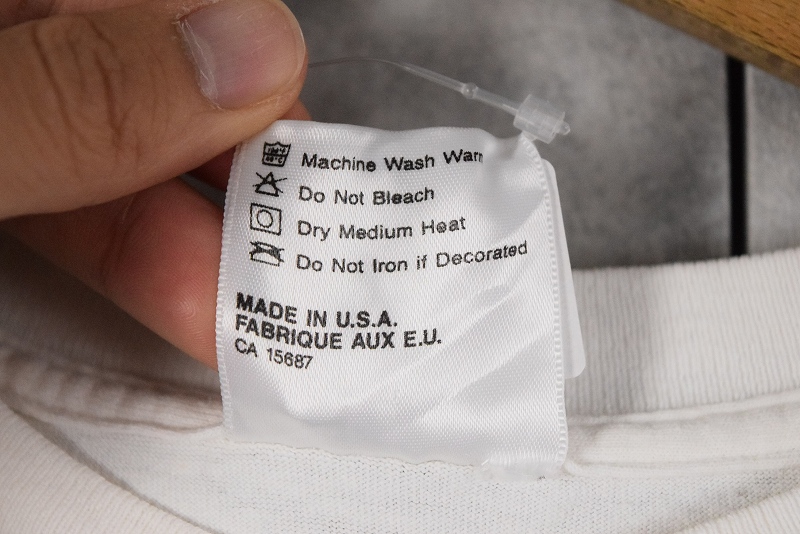 Machine Wash Warm
Do Not Bleach
Dry Medium Heat
Do Not Iron if Decorated
MADE IN U.S.A.
FABRIQUE AUX E.U.
CA 15687